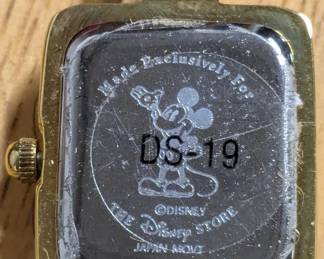 Made Exclusively For
DS-19
©DISNEY
THE DISNEY STORE
JAPAN MOVT